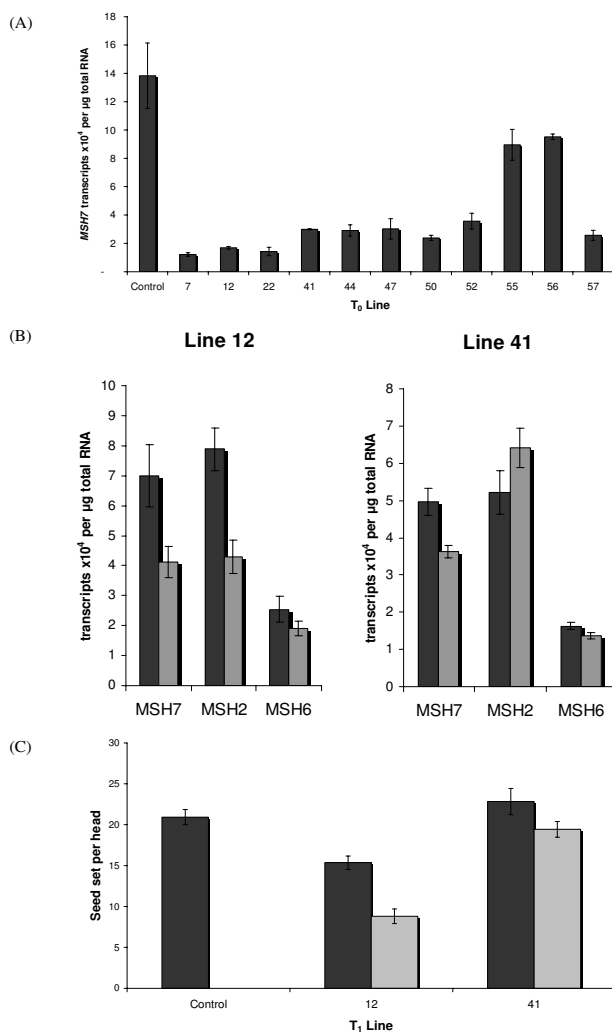 (A)
MSH7 transcripts x10⁴ per µg total RNA
18
16
14
12
10
8
6
4
2
-
Control 7 12 22 41 44 47 50 52 55 56 57
T₀ Line
(B)
Line 12
Line 41
transcripts x10⁴ per µg total RNA
10
9
8
7
6
5
4
3
2
1
0
MSH7 MSH2 MSH6
transcripts x10⁴ per µg total RNA
8
7
6
5
4
3
2
1
0
MSH7 MSH2 MSH6
(C)
Seed set per head
30
25
20
15
10
5
0
Control 12 41
T₁ Line